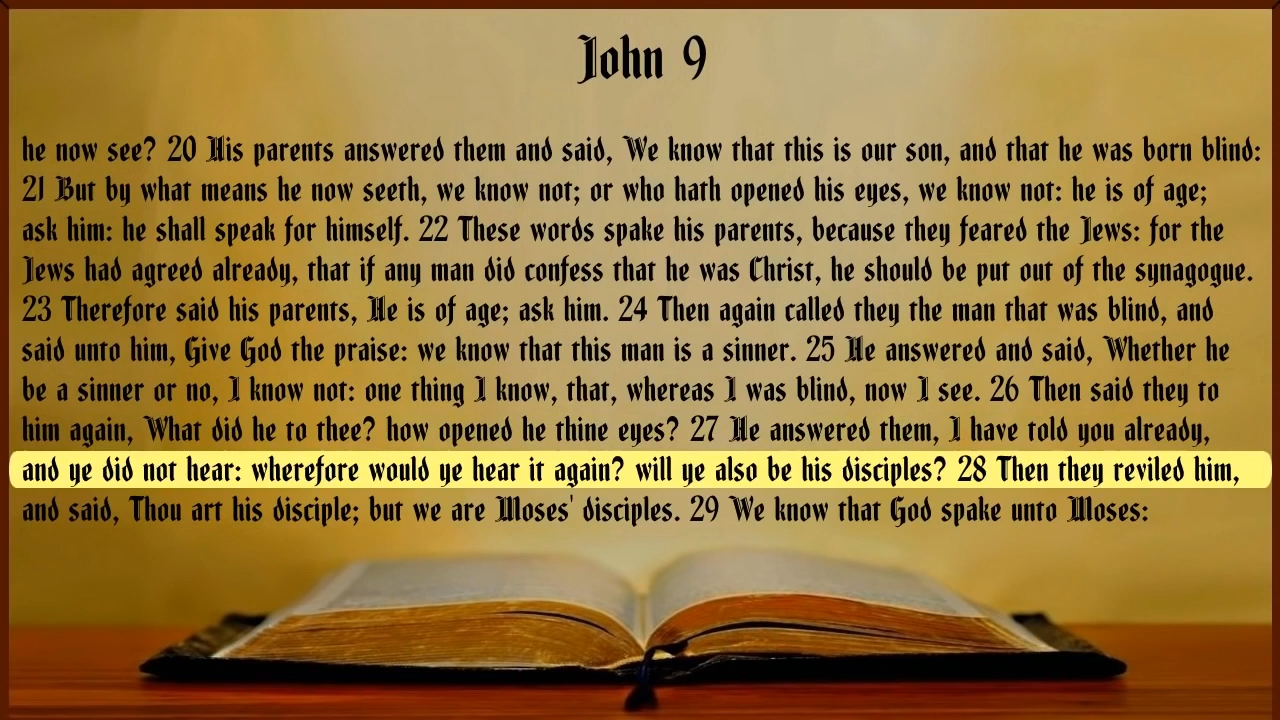 John 9
he now see? 20 His parents answered them and said, We know that this is our son, and that he was born blind:
21 But by what means he now seeth, we know not; or who hath opened his eyes, we know not: he is of age;
ask him: he shall speak for himself. 22 These words spake his parents, because they feared the Jews: for the
Jews had agreed already, that if any man did confess that he was Christ, he should be put out of the synagogue.
23 Therefore said his parents, He is of age; ask him. 24 Then again called they the man that was blind, and
said unto him, Give God the praise: we know that this man is a sinner. 25 He answered and said, Whether he
be a sinner or no, I know not: one thing I know, that, whereas I was blind, now I see. 26 Then said they to
him again, What did he to thee? how opened he thine eyes? 27 He answered them, I have told you already,
and ye did not hear: wherefore would ye hear it again? will ye also be his disciples? 28 Then they reviled him,
and said, Thou art his disciple; but we are Moses' disciples. 29 We know that God spake unto Moses: